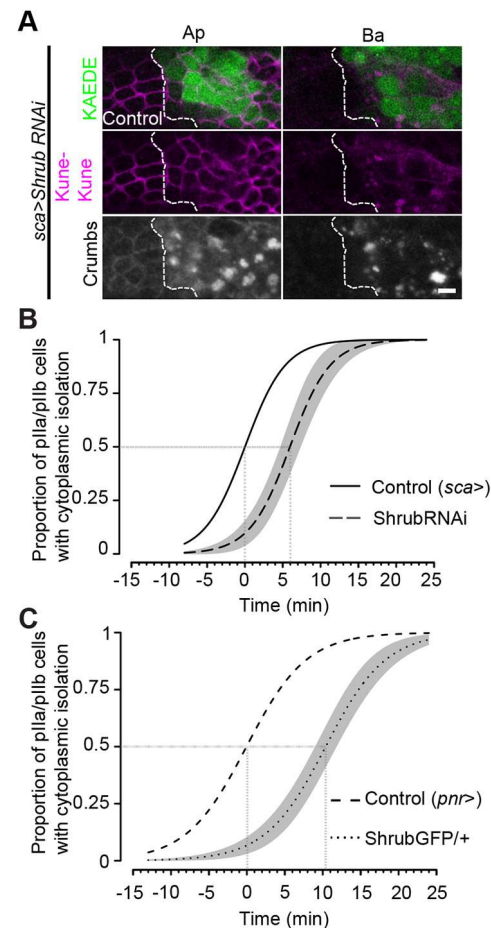 A
Ap
Ba
sca>Shrub RNAi
KAEDE
Control
Kune-
Kune
Crumbs
B
Proportion of pIIa/pIIb cells
with cytoplasmic isolation
1
0.75
0.5
0.25
0
Control (sca>)
ShrubRNAi
-15 -10 -5 0 5 10 15 20 25
Time (min)
C
Proportion of pIIa/pIIb cells
with cytoplasmic isolation
1
0.75
0.5
0.25
0
Control (pnr>)
ShrubGFP/+
-15 -10 -5 0 5 10 15 20 25
Time (min)